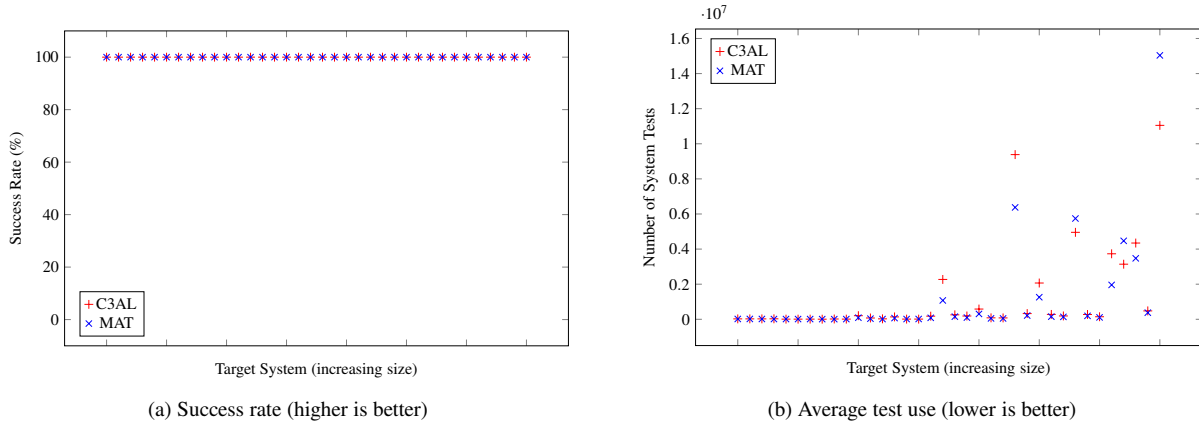 100
80
60
40
20
0
Success Rate (%)
C3AL
MAT
Target System (increasing size)
(a) Success rate (higher is better)
·10^7
1.6
1.4
1.2
1
0.8
0.6
0.4
0.2
0
Number of System Tests
C3AL
MAT
Target System (increasing size)
(b) Average test use (lower is better)